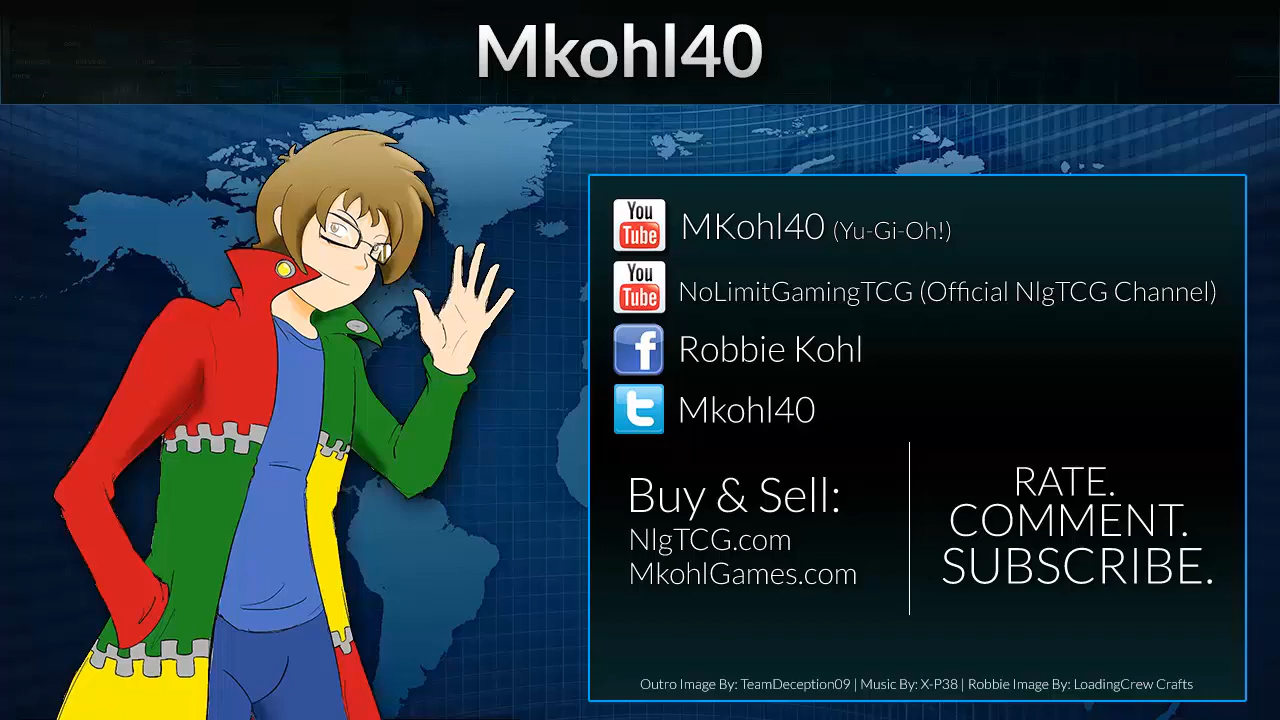 Mkohl40
You Tube MKohl40 (Yu-Gi-Oh!)
You Tube NoLimitGamingTCG (Official NlgTCG Channel)
f Robbie Kohl
t Mkohl40
Buy & Sell:
NlgTCG.com
MkohlGames.com
RATE.
COMMENT.
SUBSCRIBE.
Outro Image By: TeamDeception09 | Music By: X-P38 | Robbie Image By: LoadingCrew Crafts